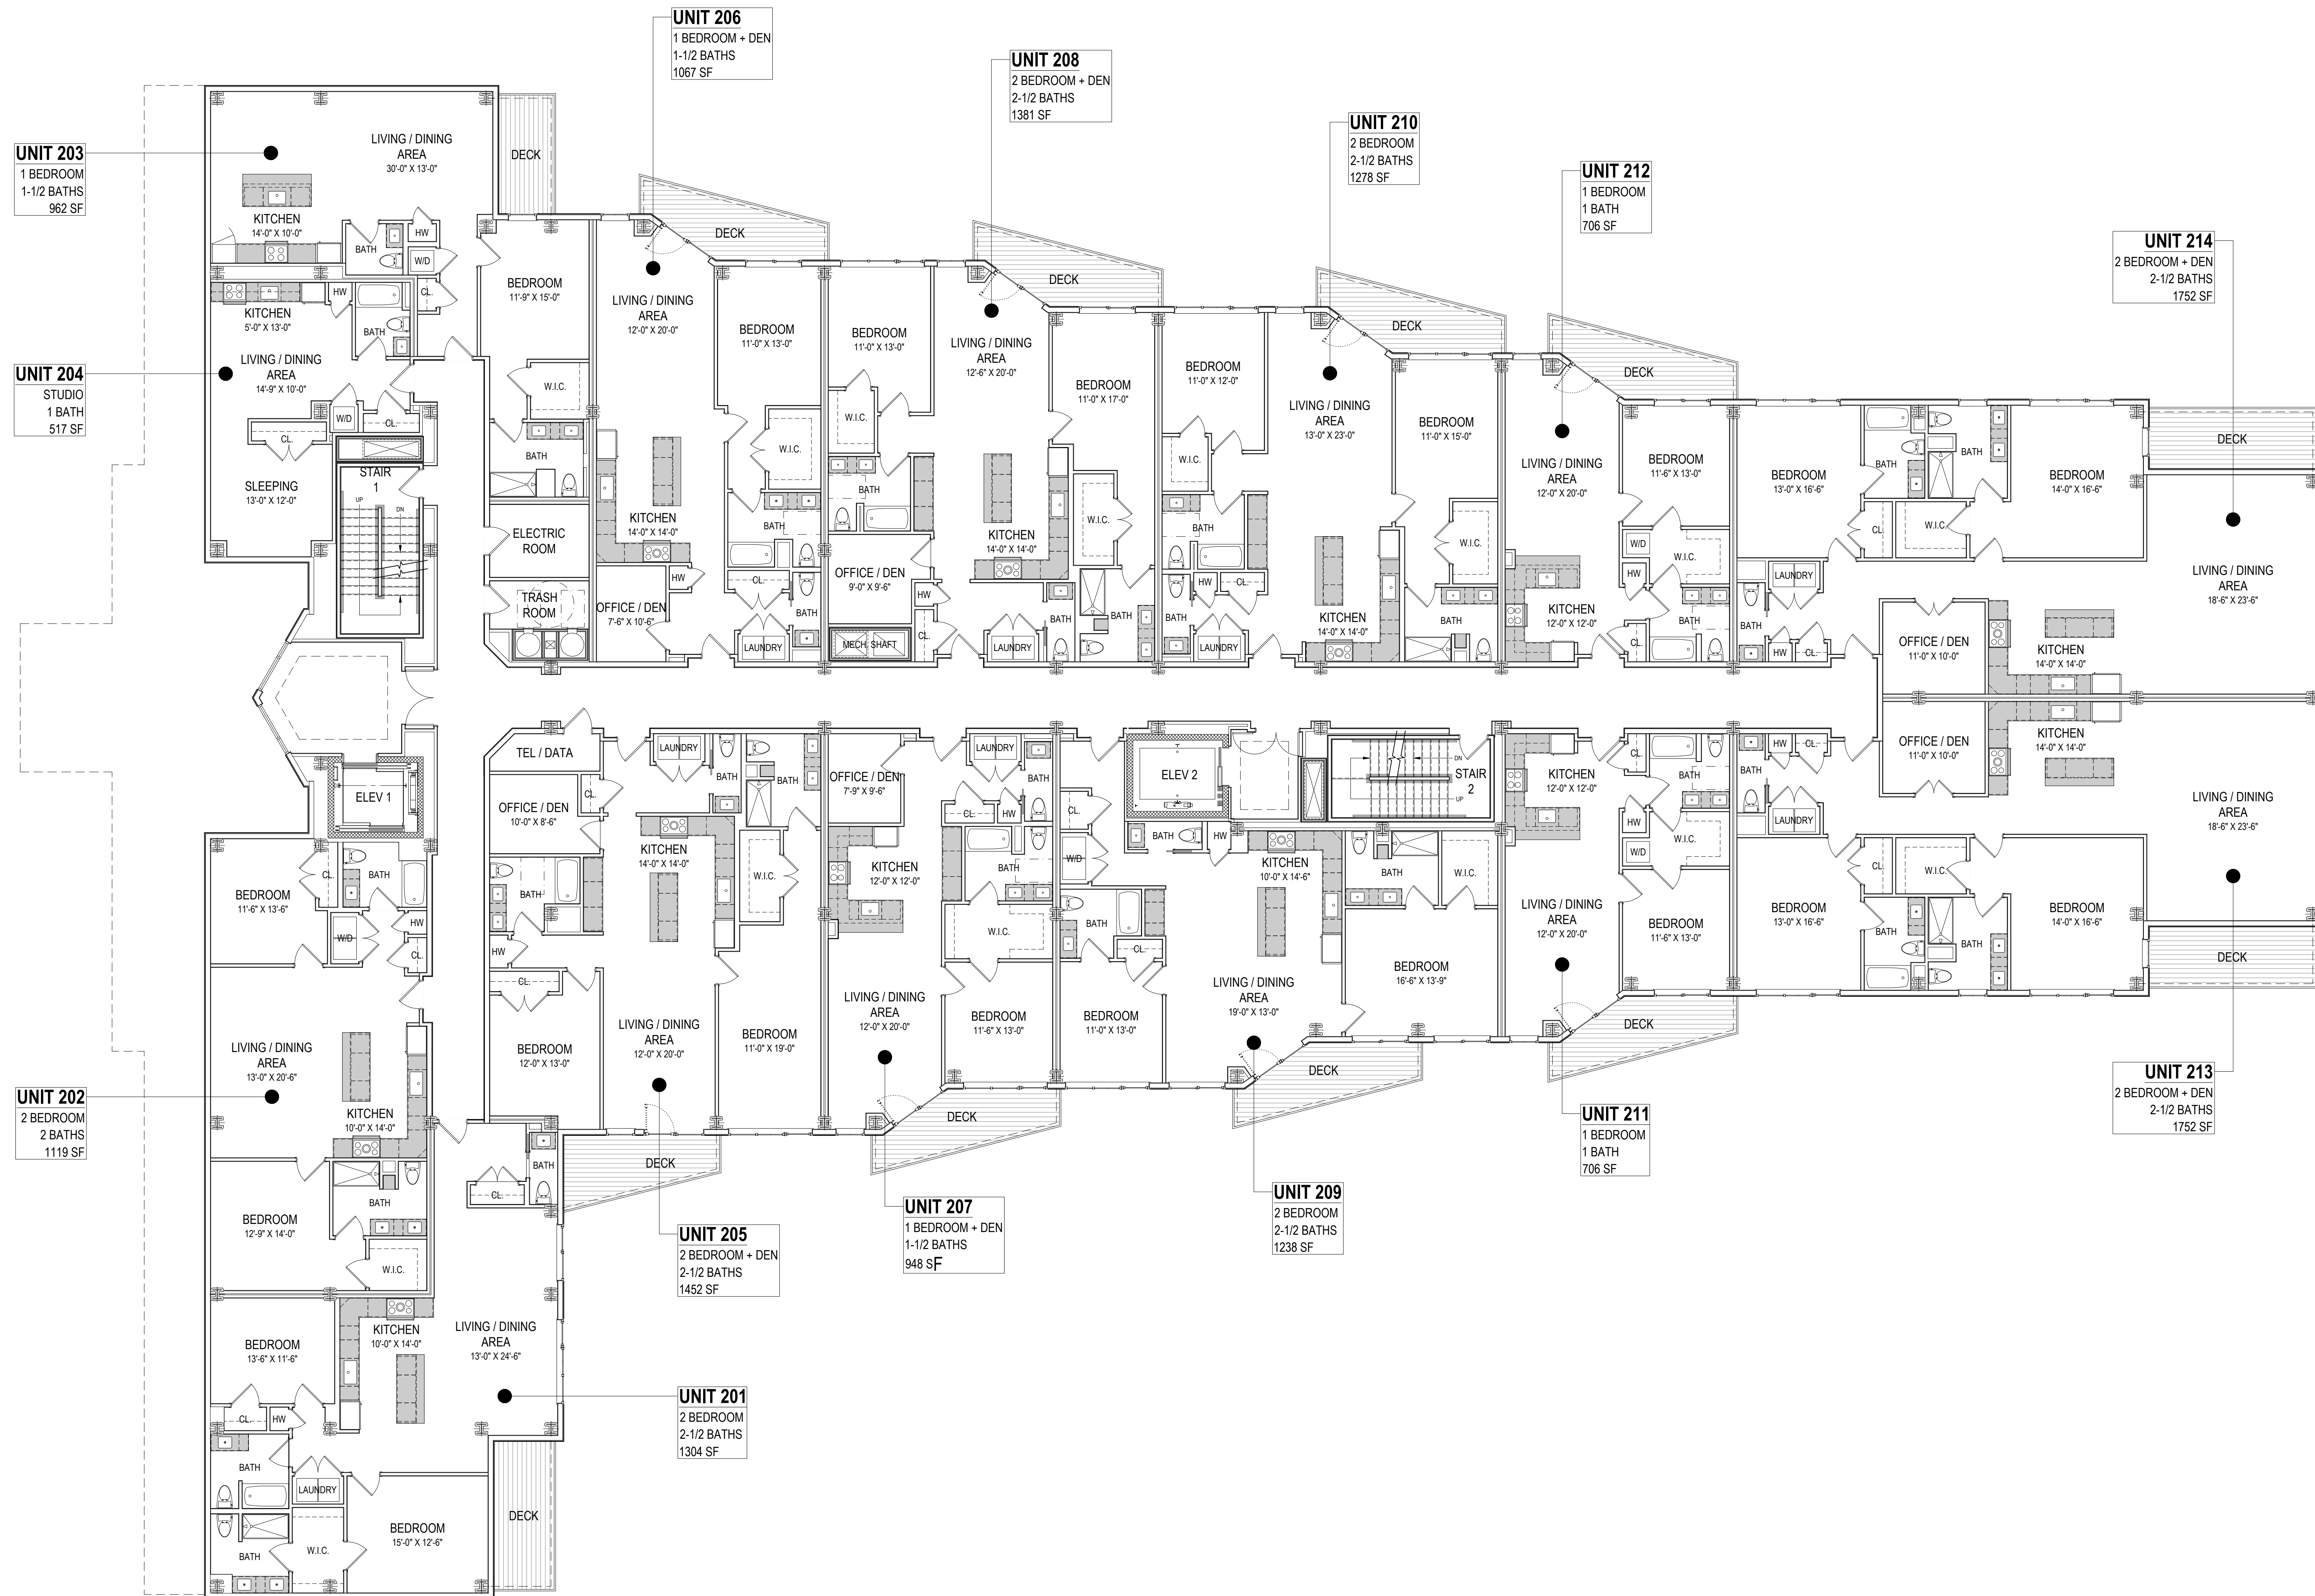 UNIT 206
1 BEDROOM + DEN
1-1/2 BATHS
1067 SF
UNIT 208
2 BEDROOM + DEN
2-1/2 BATHS
1381 SF
UNIT 210
2 BEDROOM
2-1/2 BATHS
1278 SF
UNIT 212
1 BEDROOM
1 BATH
706 SF
UNIT 214
2 BEDROOM + DEN
2-1/2 BATHS
1752 SF
UNIT 203
1 BEDROOM
1-1/2 BATHS
962 SF
LIVING / DINING
AREA
30'-0" X 13'-0"
DECK
KITCHEN
14'-0" X 10'-0"
BATH
HW
W/D
CL.
BEDROOM
11'-9" X 15'-0"
W.I.C.
BATH
UNIT 204
STUDIO
1 BATH
517 SF
KITCHEN
5'-0" X 13'-0"
HW
BATH
LIVING / DINING
AREA
14'-9" X 10'-0"
W/D
CL.
CL.
SLEEPING
13'-0" X 12'-0"
STAIR
1
UP
DN
ELECTRIC
ROOM
TRASH
ROOM
DECK
LIVING / DINING
AREA
12'-0" X 20'-0"
BEDROOM
11'-0" X 13'-0"
W.I.C.
KITCHEN
14'-0" X 14'-0"
BATH
HW
CL.
OFFICE / DEN
7'-6" X 10'-6"
BATH
LAUNDRY
DECK
BEDROOM
11'-0" X 13'-0"
LIVING / DINING
AREA
12'-6" X 20'-0"
W.I.C.
BEDROOM
11'-0" X 17'-0"
BATH
W.I.C.
KITCHEN
14'-0" X 14'-0"
OFFICE / DEN
9'-0" X 9'-6"
HW
CL.
MECH. SHAFT
LAUNDRY
BATH
BATH
DECK
BEDROOM
11'-0" X 12'-0"
LIVING / DINING
AREA
13'-0" X 23'-0"
W.I.C.
BEDROOM
11'-0" X 15'-0"
BATH
W.I.C.
HW
CL.
BATH
LAUNDRY
KITCHEN
14'-0" X 14'-0"
BATH
DECK
LIVING / DINING
AREA
12'-0" X 20'-0"
BEDROOM
11'-6" X 13'-0"
W/D
W.I.C.
HW
KITCHEN
12'-0" X 12'-0"
CL.
BATH
BEDROOM
13'-0" X 16'-6"
BATH
BATH
BEDROOM
14'-0" X 16'-6"
DECK
CL.
W.I.C.
LAUNDRY
BATH
HW
CL.
LIVING / DINING
AREA
18'-6" X 23'-6"
OFFICE / DEN
11'-0" X 10'-0"
KITCHEN
14'-0" X 14'-0"
OFFICE / DEN
11'-0" X 10'-0"
KITCHEN
14'-0" X 14'-0"
LIVING / DINING
AREA
18'-6" X 23'-6"
BATH
HW
CL.
LAUNDRY
CL.
W.I.C.
BEDROOM
13'-0" X 16'-6"
BATH
BATH
BEDROOM
14'-0" X 16'-6"
DECK
UNIT 213
2 BEDROOM + DEN
2-1/2 BATHS
1752 SF
ELEV 1
BEDROOM
11'-6" X 13'-6"
CL.
BATH
W/D
HW
CL.
LIVING / DINING
AREA
13'-0" X 20'-6"
KITCHEN
10'-0" X 14'-0"
UNIT 202
2 BEDROOM
2 BATHS
1119 SF
BEDROOM
12'-9" X 14'-0"
BATH
W.I.C.
TEL / DATA
OFFICE / DEN
10'-0" X 8'-6"
CL.
LAUNDRY
BATH
BATH
KITCHEN
14'-0" X 14'-0"
BATH
W.I.C.
HW
CL.
BEDROOM
12'-0" X 13'-0"
LIVING / DINING
AREA
12'-0" X 20'-0"
BEDROOM
11'-0" X 19'-0"
DECK
UNIT 205
2 BEDROOM + DEN
2-1/2 BATHS
1452 SF
OFFICE / DEN
7'-9" X 9'-6"
LAUNDRY
BATH
CL.
HW
KITCHEN
12'-0" X 12'-0"
BATH
W.I.C.
LIVING / DINING
AREA
12'-0" X 20'-0"
BEDROOM
11'-6" X 13'-0"
DECK
UNIT 207
1 BEDROOM + DEN
1-1/2 BATHS
948 SF
ELEV 2
STAIR
2
DN
UP
CL.
BATH
HW
W/D
KITCHEN
10'-0" X 14'-6"
BATH
W.I.C.
BATH
CL.
LIVING / DINING
AREA
19'-0" X 13'-0"
BEDROOM
16'-6" X 13'-9"
BEDROOM
11'-0" X 13'-0"
DECK
UNIT 209
2 BEDROOM
2-1/2 BATHS
1238 SF
KITCHEN
12'-0" X 12'-0"
CL.
BATH
HW
W/D
W.I.C.
LIVING / DINING
AREA
12'-0" X 20'-0"
BEDROOM
11'-6" X 13'-0"
DECK
UNIT 211
1 BEDROOM
1 BATH
706 SF
BATH
CL.
BEDROOM
13'-6" X 11'-6"
KITCHEN
10'-0" X 14'-0"
LIVING / DINING
AREA
13'-0" X 24'-6"
CL.
HW
BATH
LAUNDRY
BEDROOM
15'-0" X 12'-6"
W.I.C.
BATH
DECK
UNIT 201
2 BEDROOM
2-1/2 BATHS
1304 SF